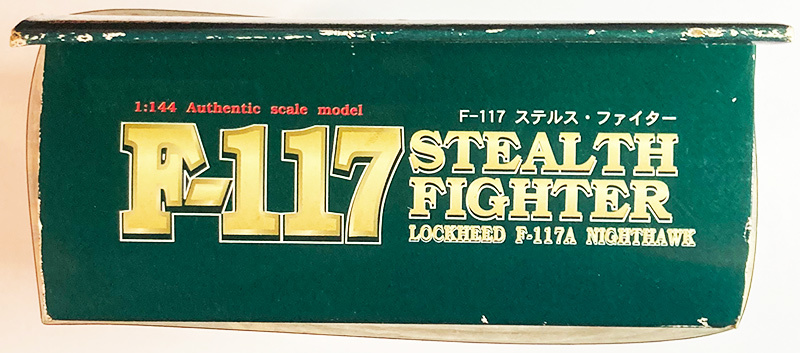 1:144 Authentic scale model
F-117
F-117 ステルス・ファイター
STEALTH
FIGHTER
LOCKHEED F-117A NIGHTHAWK